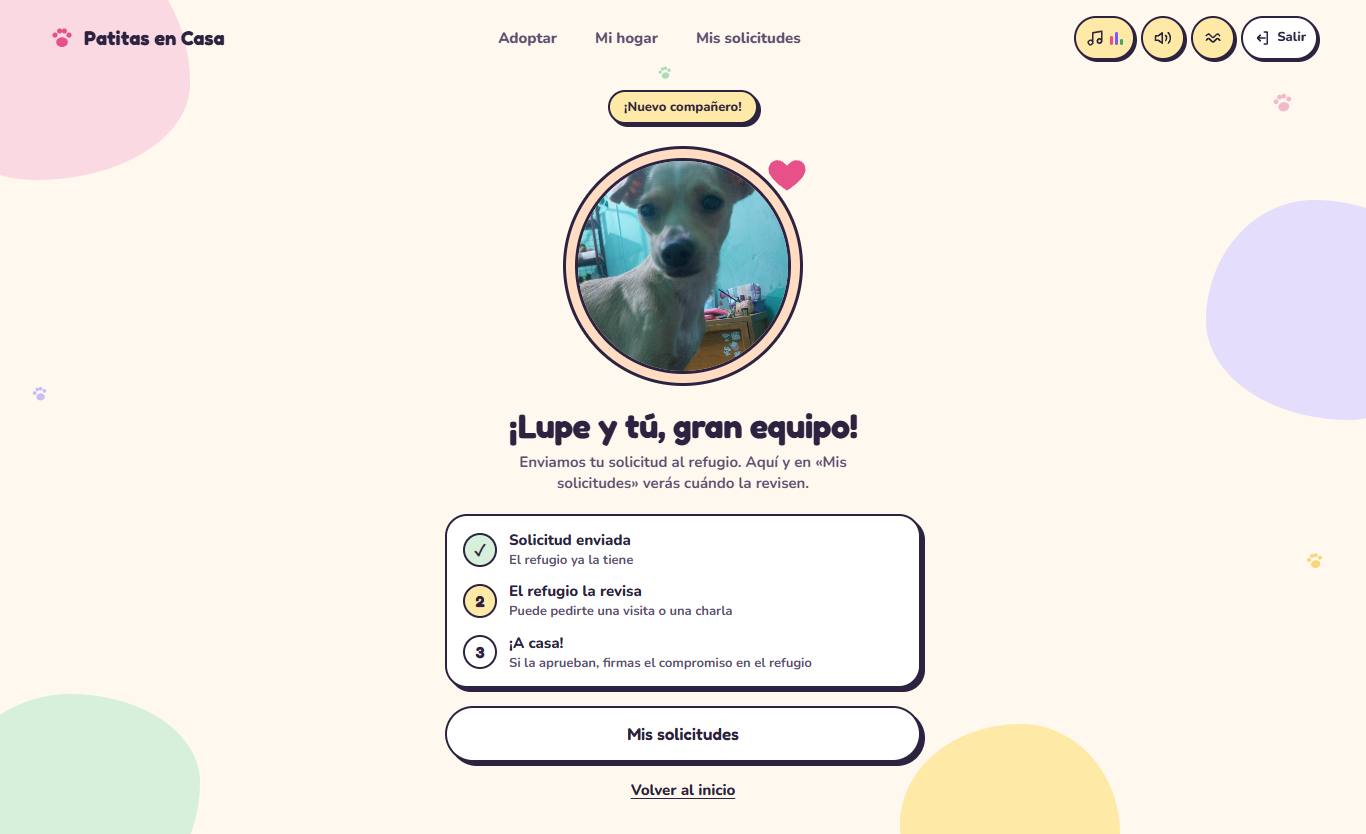 Patitas en Casa
Adoptar
Mi hogar
Mis solicitudes
Salir
¡Nuevo compañero!
¡Lupe y tú, gran equipo!
Enviamos tu solicitud al refugio. Aquí y en «Mis
solicitudes» verás cuándo la revisen.
✓
Solicitud enviada
El refugio ya la tiene
2
El refugio la revisa
Puede pedirte una visita o una charla
3
¡A casa!
Si la aprueban, firmas el compromiso en el refugio
Mis solicitudes
Volver al inicio